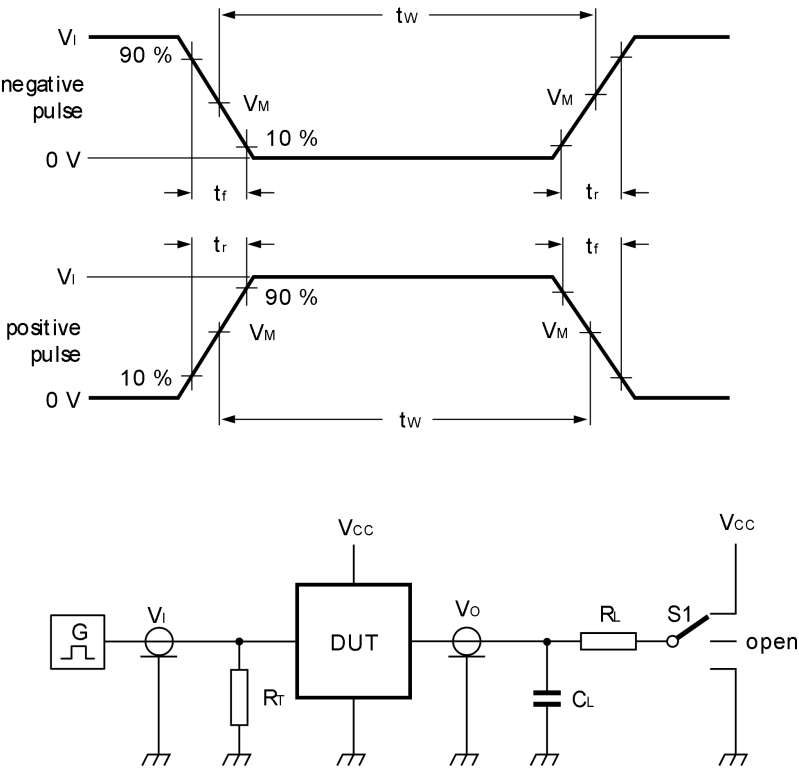 tW
VI
90 %
negative
pulse
VM
VM
10 %
0 V
tf
tr
tr
tf
VI
90 %
positive
pulse
VM
VM
10 %
0 V
tW
VCC
VCC
G
VI
DUT
VO
RL
S1
open
RT
CL